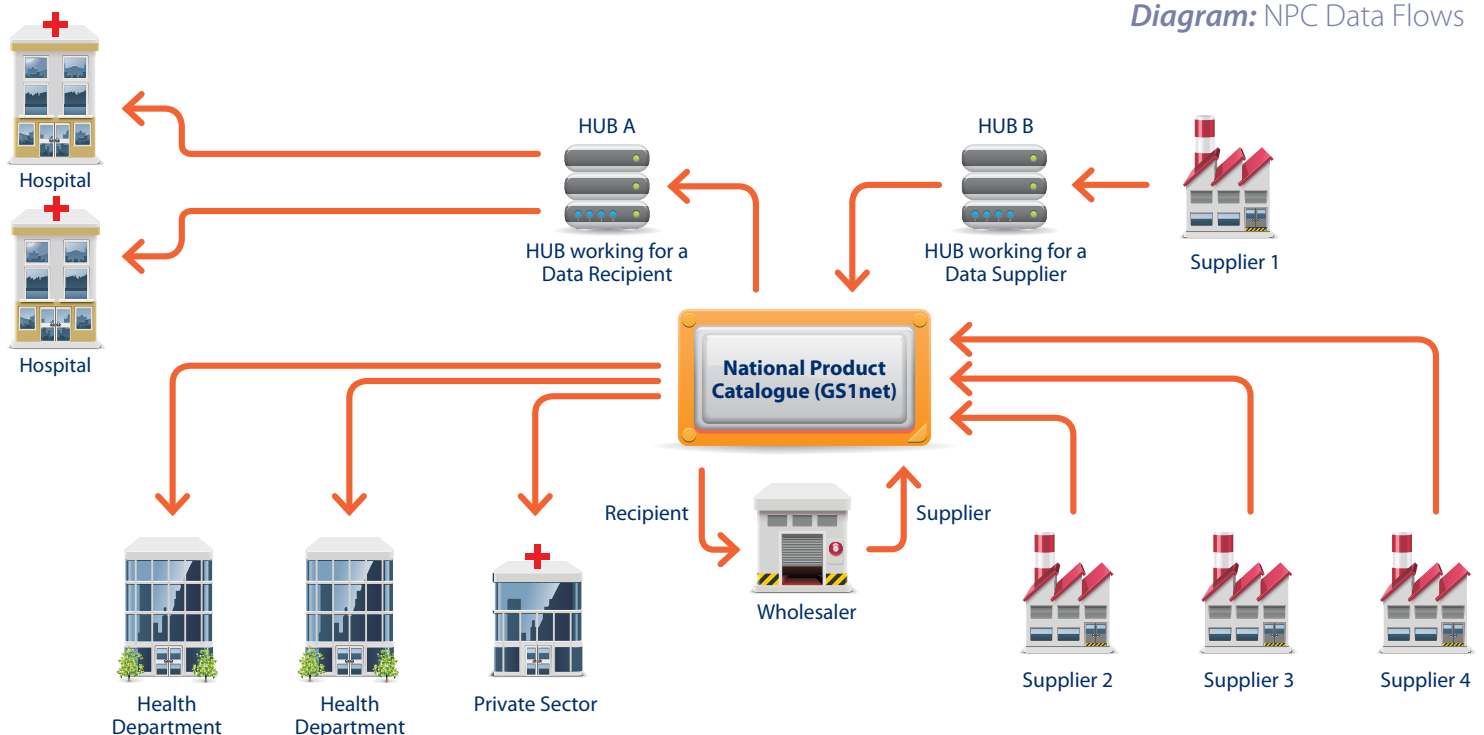 Diagram: NPC Data Flows
HUB A
HUB B
Hospital
HUB working for a
Data Recipient
HUB working for a
Data Supplier
Supplier 1
Hospital
National Product
Catalogue (GS1net)
Recipient
Supplier
Wholesaler
Health
Department
Health
Department
Private Sector
Supplier 2
Supplier 3
Supplier 4